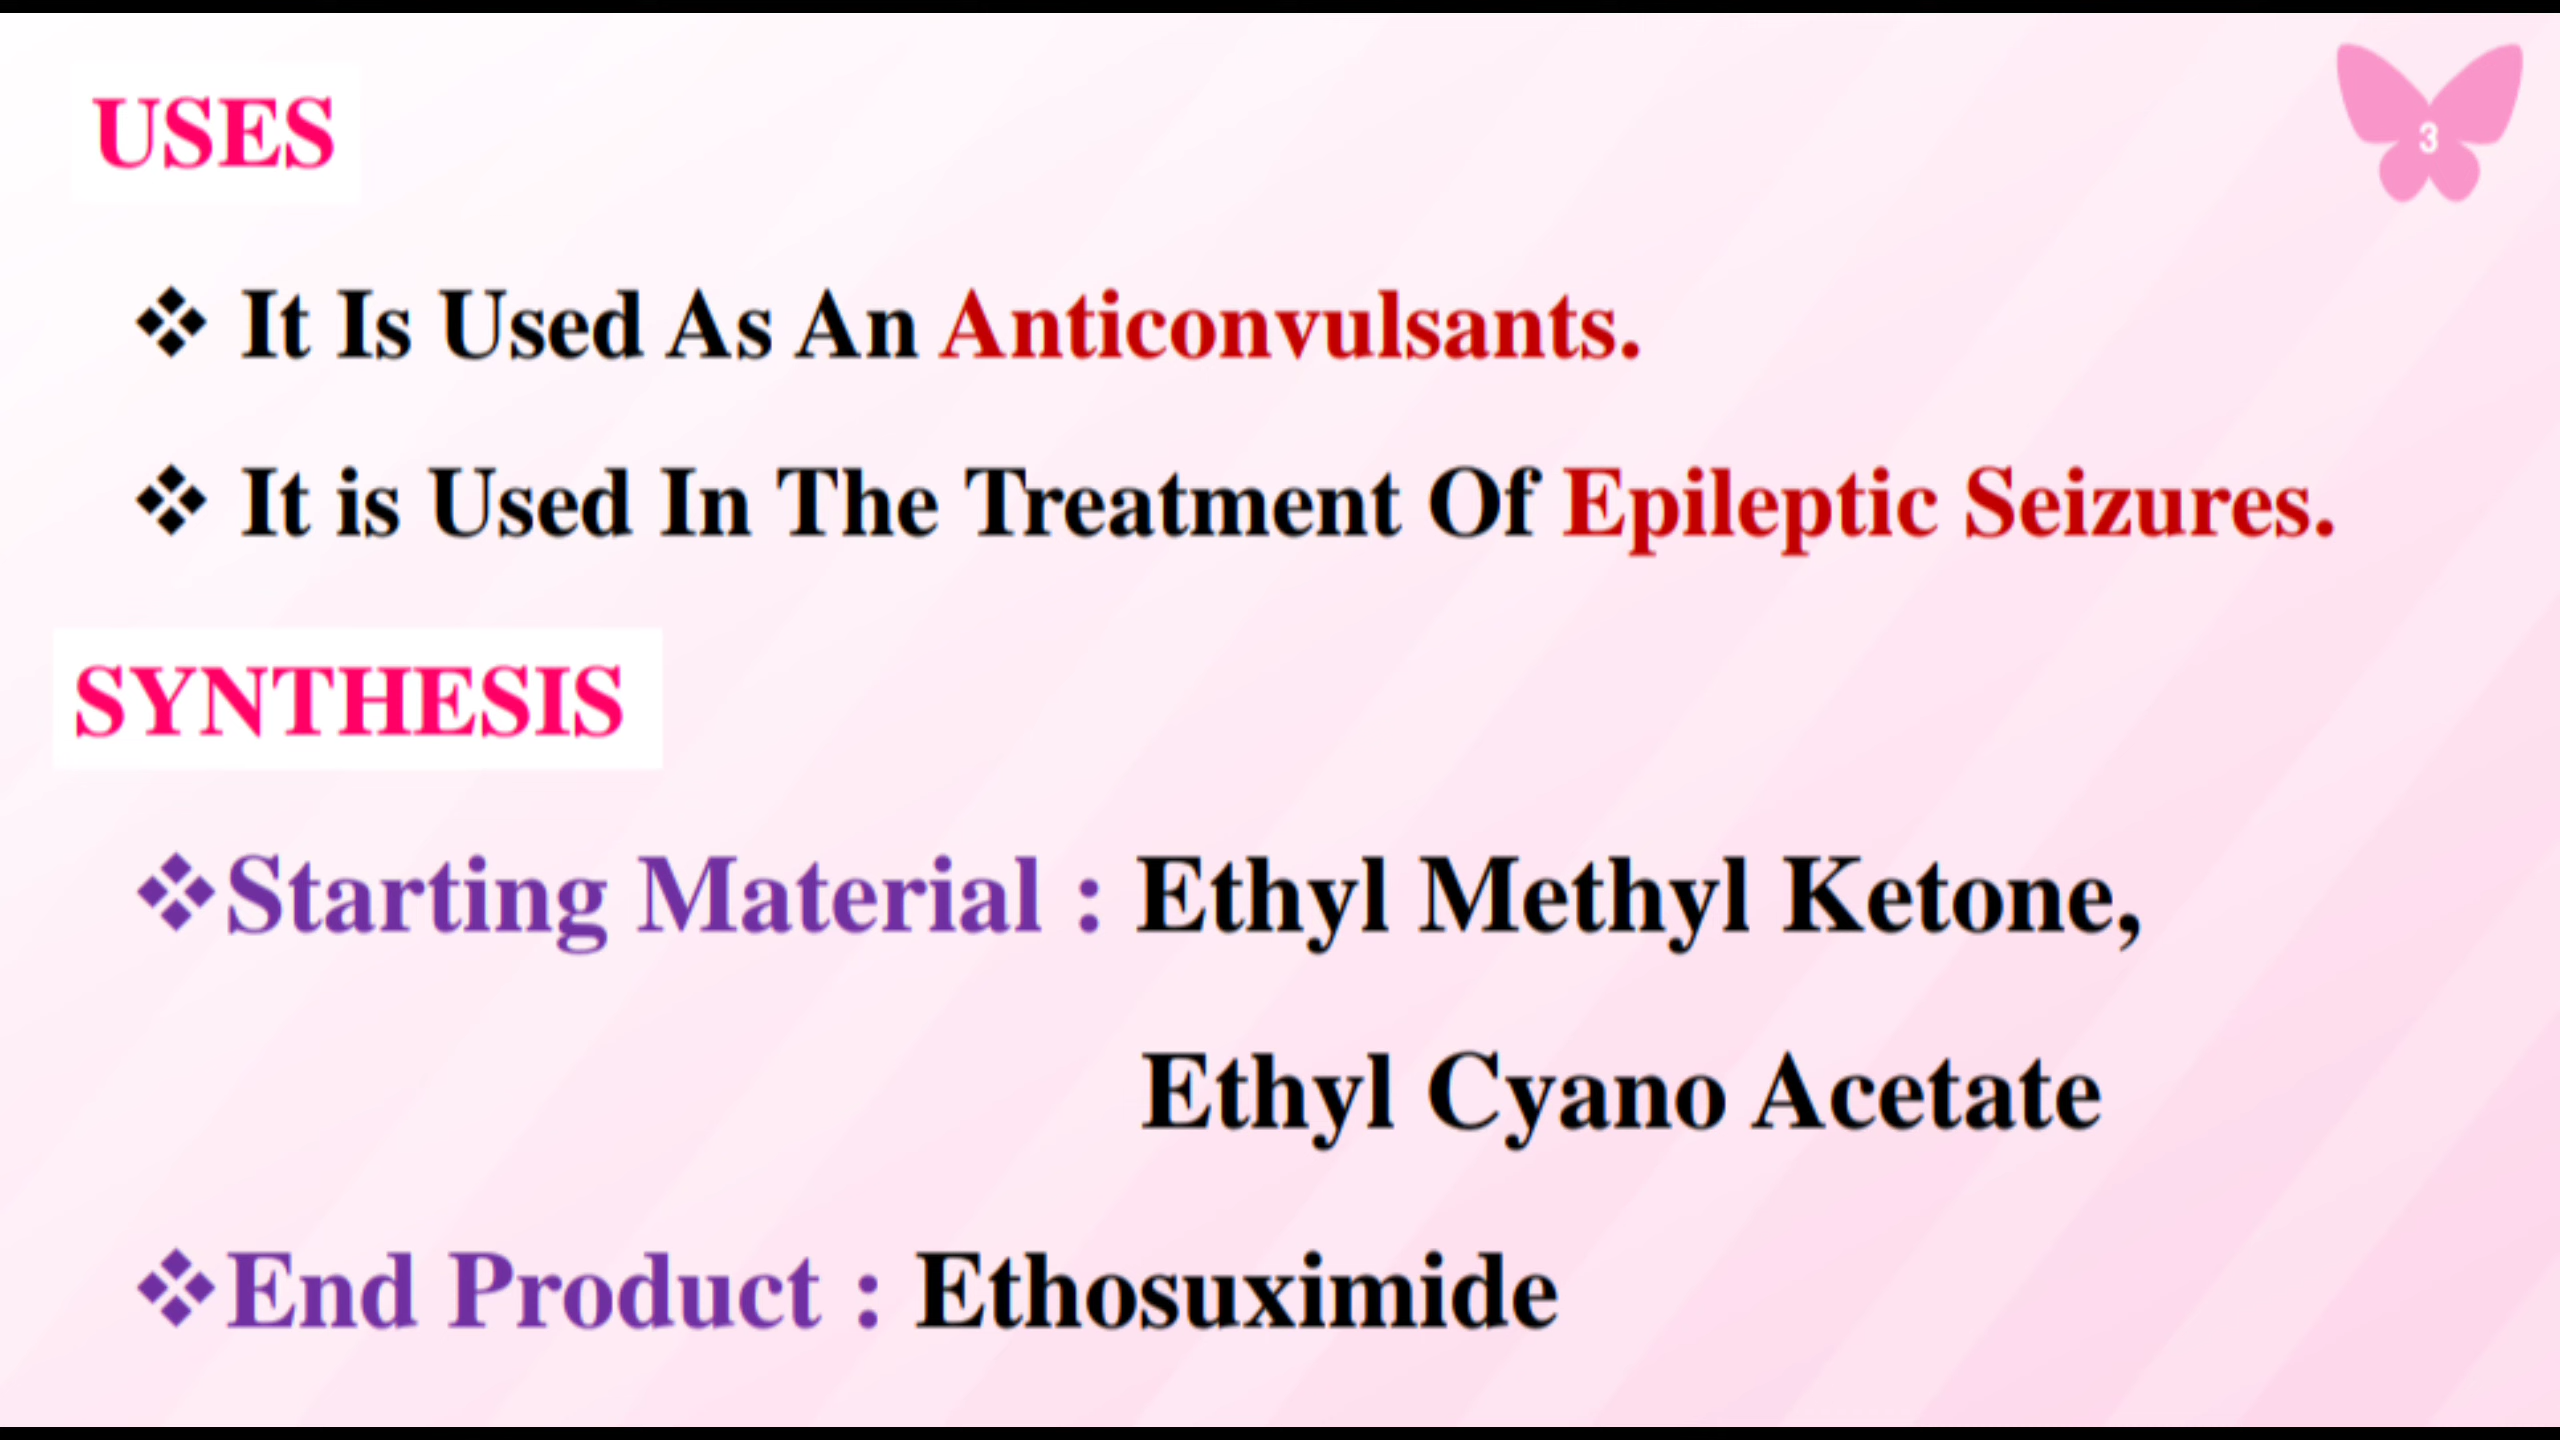 USES
3
❖ It Is Used As An Anticonvulsants.
❖ It is Used In The Treatment Of Epileptic Seizures.
SYNTHESIS
❖Starting Material : Ethyl Methyl Ketone,
Ethyl Cyano Acetate
❖End Product : Ethosuximide